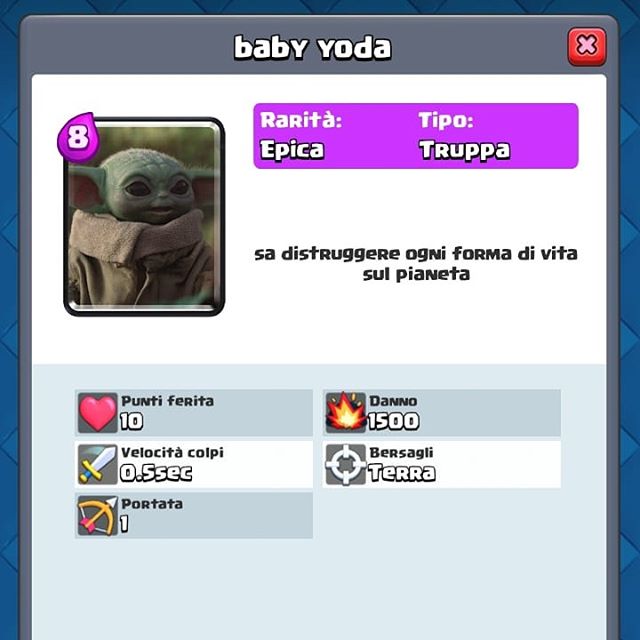 baby yoda
8
Rarità:
Tipo:
Epica
Truppa
sa distruggere ogni forma di vita
sul pianeta
Punti ferita
10
Danno
1500
Velocità colpi
0.5sec
Bersagli
Terra
Portata
1